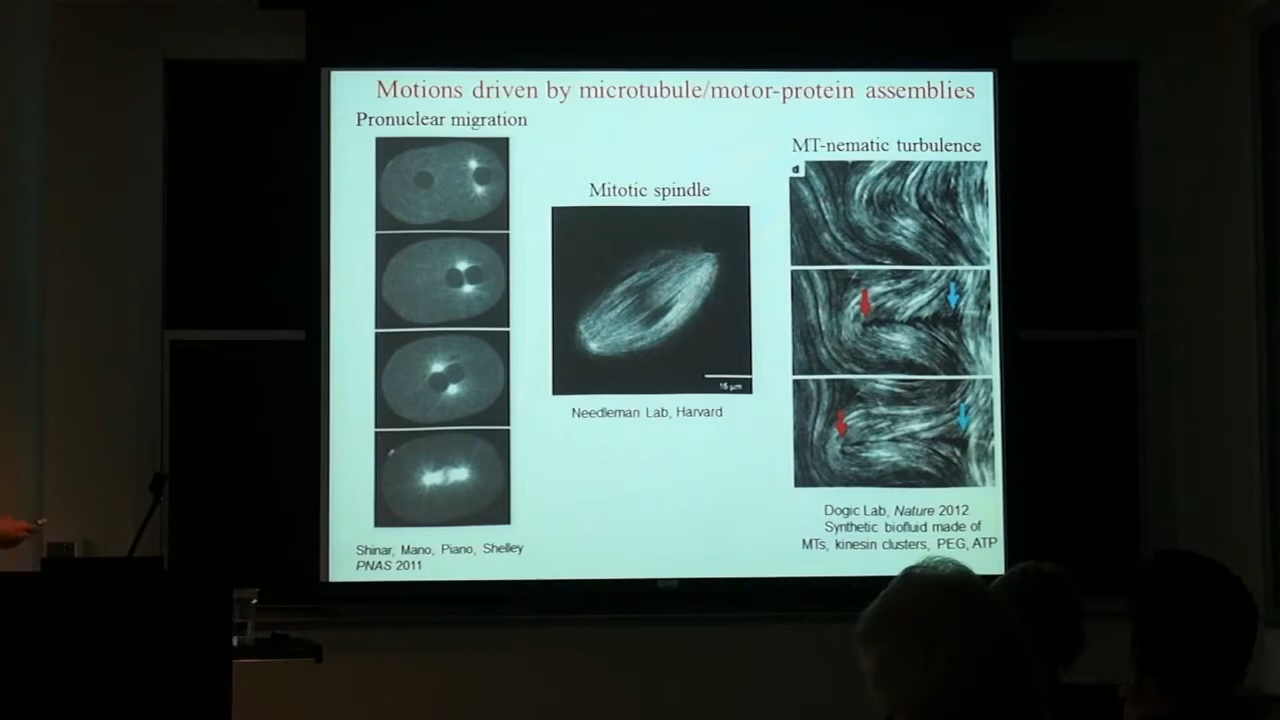 Motions driven by microtubule/motor-protein assemblies
Pronuclear migration
Shinar, Mano, Piano, Shelley
PNAS 2011
Mitotic spindle
15 µm
Needleman Lab, Harvard
MT-nematic turbulence
d
Dogic Lab, Nature 2012
Synthetic biofluid made of
MTs, kinesin clusters, PEG, ATP